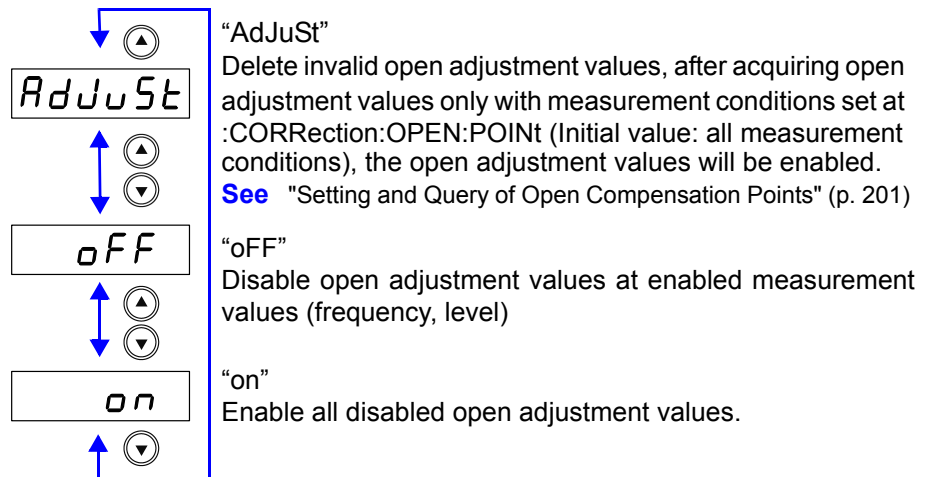 “AdJuSt”
Delete invalid open adjustment values, after acquiring open
AdJuSt
adjustment values only with measurement conditions set at
:CORRection:OPEN:POINt (Initial value: all measurement
conditions), the open adjustment values will be enabled.
See "Setting and Query of Open Compensation Points" (p. 201)
oFF
“oFF”
Disable open adjustment values at enabled measurement
values (frequency, level)
“on”
on
Enable all disabled open adjustment values.